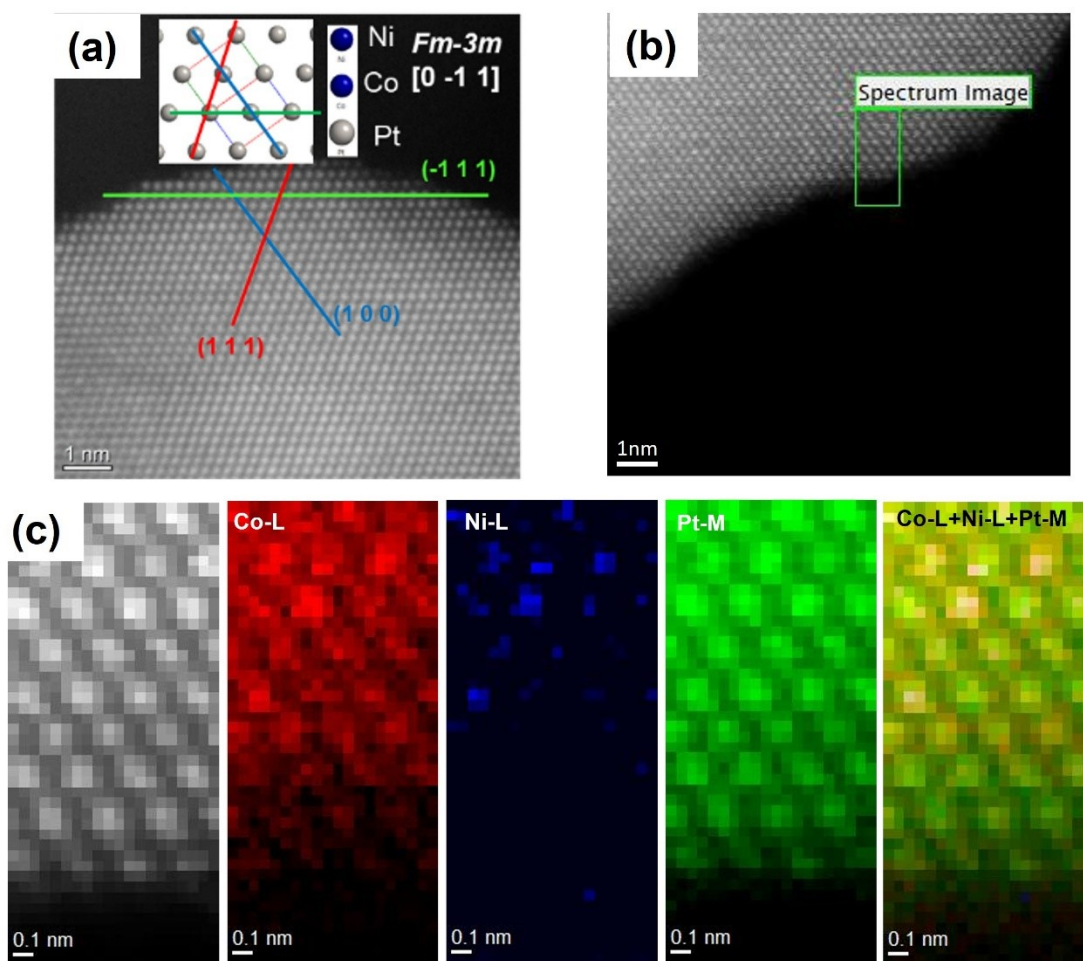 (a)
Ni
Fm-3m
Ni
Co
[0 -1 1]
Co
Pt
(-1 1 1)
(1 0 0)
(1 1 1)
1 nm
(b)
Spectrum Image
1nm
(c)
Co-L
Ni-L
Pt-M
Co-L+Ni-L+Pt-M
0.1 nm
0.1 nm
0.1 nm
0.1 nm
0.1 nm